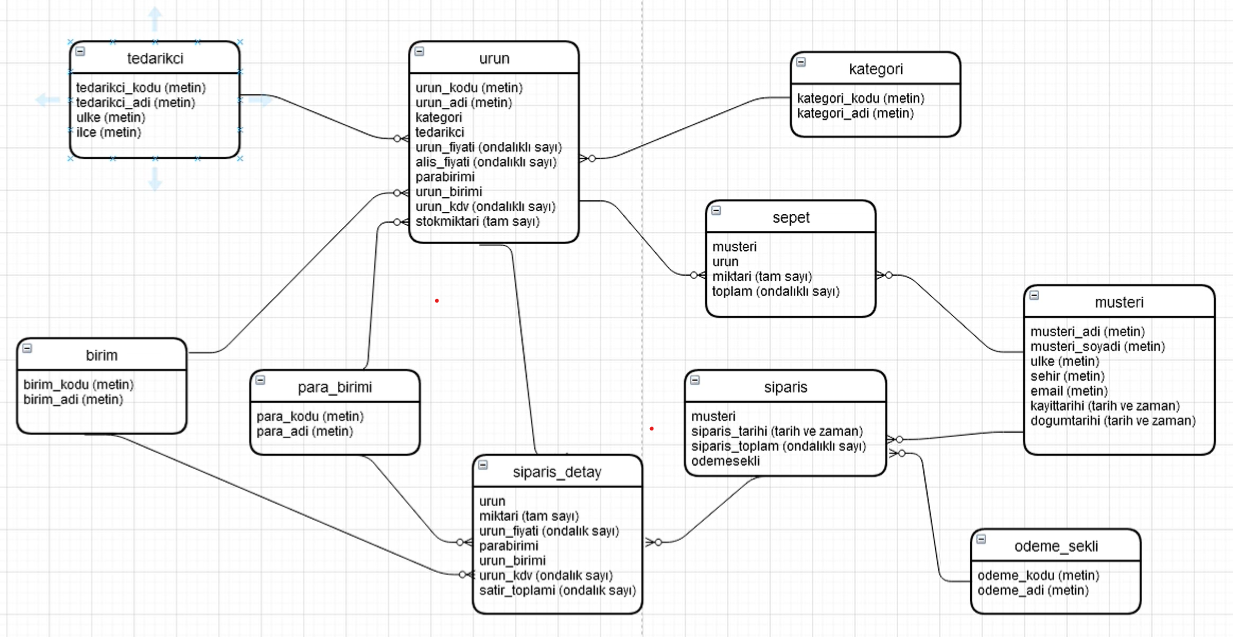 tedarikci
tedarikci_kodu (metin)
tedarikci_adi (metin)
ulke (metin)
ilce (metin)
urun
urun_kodu (metin)
urun_adi (metin)
kategori
tedarikci
urun_fiyati (ondalıklı sayı)
alis_fiyati (ondalıklı sayı)
parabirimi
urun_birimi
urun_kdv (ondalıklı sayı)
stokmiktari (tam sayı)
kategori
kategori_kodu (metin)
kategori_adi (metin)
sepet
musteri
urun
miktari (tam sayı)
toplam (ondalıklı sayı)
musteri
musteri_adi (metin)
musteri_soyadi (metin)
ulke (metin)
sehir (metin)
email (metin)
kayittarihi (tarih ve zaman)
dogumtarihi (tarih ve zaman)
birim
birim_kodu (metin)
birim_adi (metin)
para_birimi
para_kodu (metin)
para_adi (metin)
siparis
musteri
siparis_tarihi (tarih ve zaman)
siparis_toplam (ondalıklı sayı)
odemesekli
siparis_detay
urun
miktari (tam sayı)
urun_fiyati (ondalık sayı)
parabirimi
urun_birimi
urun_kdv (ondalık sayı)
satir_toplami (ondalık sayı)
odeme_sekli
odeme_kodu (metin)
odeme_adi (metin)